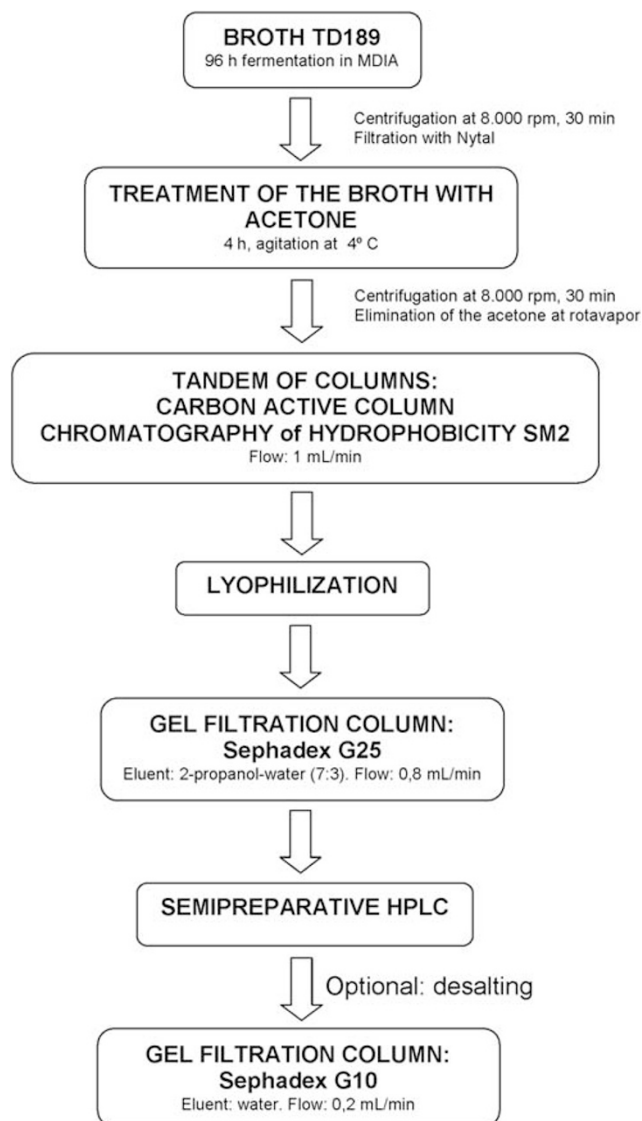 BROTH TD189
96 h fermentation in MDIA
Centrifugation at 8.000 rpm, 30 min
Filtration with Nytal
TREATMENT OF THE BROTH WITH
ACETONE
4 h, agitation at 4º C
Centrifugation at 8.000 rpm, 30 min
Elimination of the acetone at rotavapor
TANDEM OF COLUMNS:
CARBON ACTIVE COLUMN
CHROMATOGRAPHY of HYDROPHOBICITY SM2
Flow: 1 mL/min
LYOPHILIZATION
GEL FILTRATION COLUMN:
Sephadex G25
Eluent: 2-propanol-water (7:3). Flow: 0,8 mL/min
SEMIPREPARATIVE HPLC
Optional: desalting
GEL FILTRATION COLUMN:
Sephadex G10
Eluent: water. Flow: 0,2 mL/min